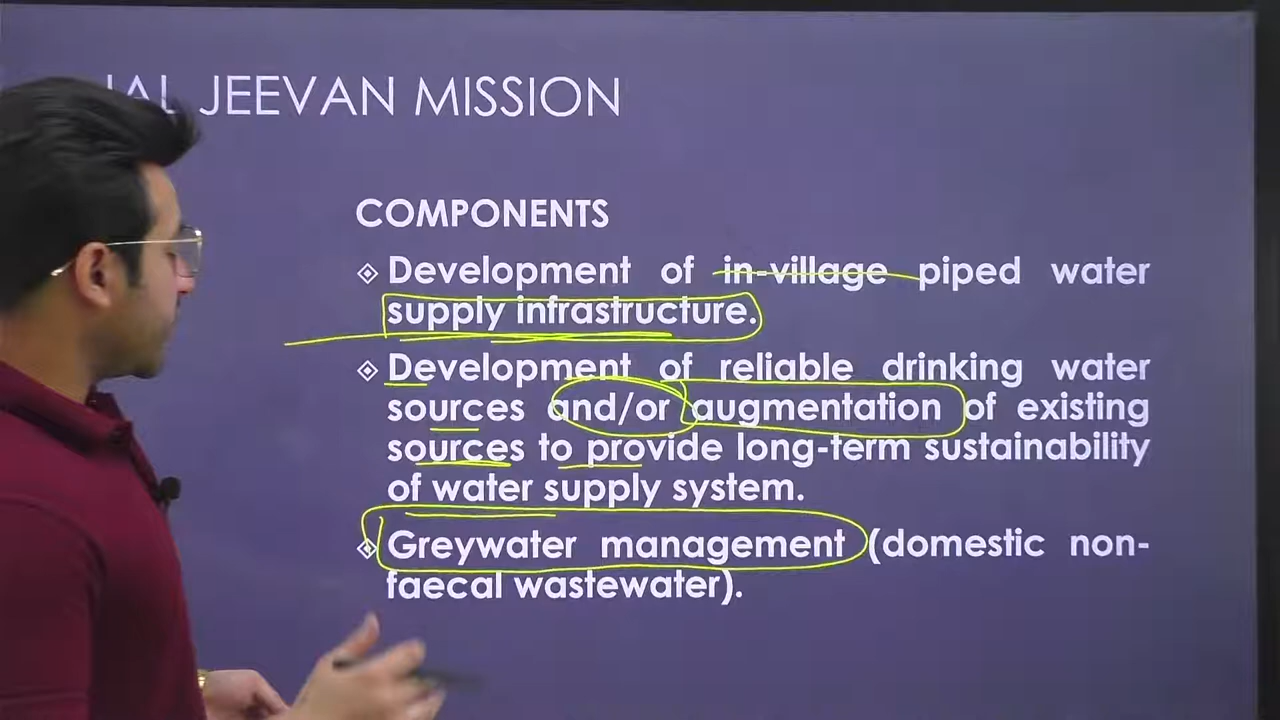 JAL JEEVAN MISSION
COMPONENTS
Development of in-village piped water
supply infrastructure.
Development of reliable drinking water
sources and/or augmentation of existing
sources to provide long-term sustainability
of water supply system.
Greywater management (domestic non-
faecal wastewater).